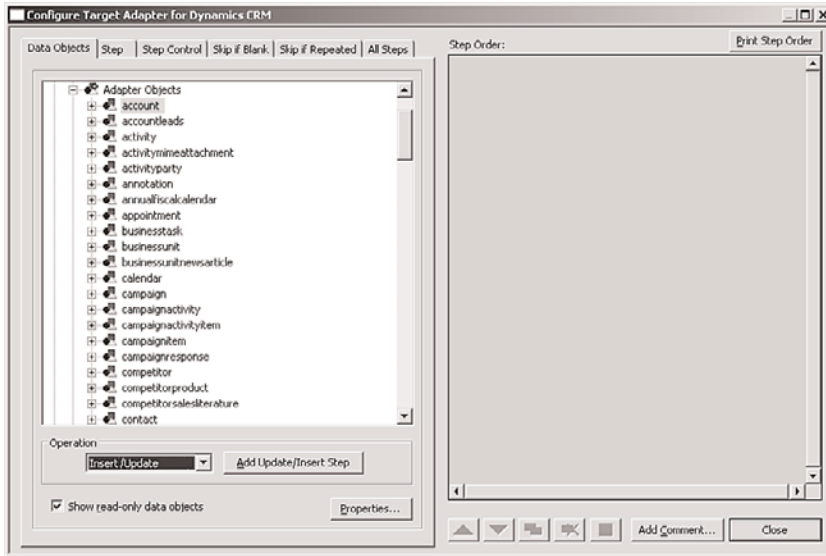 Configure Target Adapter for Dynamics CRM
Data Objects
Step
Step Control
Skip if Blank
Skip if Repeated
All Steps
Adapter Objects
account
accountleads
activity
activitymimeattachment
activityparty
annotation
annualfiscalcalendar
appointment
businesstask
businessunit
businessunitnewsarticle
calendar
campaign
campaignactivity
campaignactivityitem
campaignitem
campaignresponse
competitor
competitorproduct
competitorsalesliterature
contact
Operation
Insert/Update
Add Update/Insert Step
Show read-only data objects
Properties...
Step Order:
Print Step Order
Add Comment...
Close